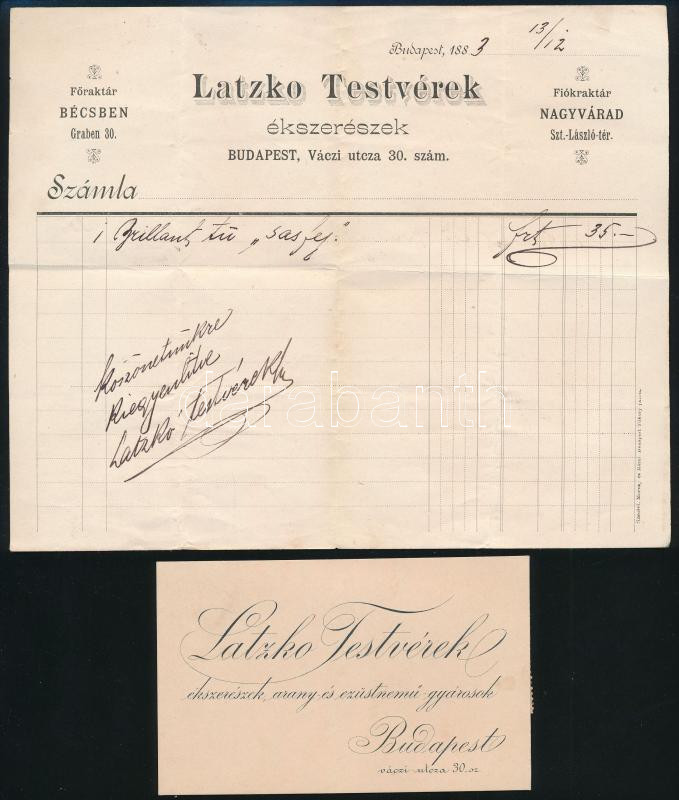 Budapest, 1883 13/12
Főraktár
BÉCSBEN
Graben 30.
Latzko Testvérek
ékszerészek
BUDAPEST, Váczi utcza 30. szám.
Fiókraktár
NAGYVÁRAD
Szt.-László-tér.
Számla
1 Brillant tű „sasfej." frt 35.—
Köszönettünkre
kiegyenlítve
Latzko Testvérek
darabanth
Latzko Testvérek
ékszerészek, arany- és ezüstnemű-gyárosok
Budapest
váczi-utcza 30.sz.